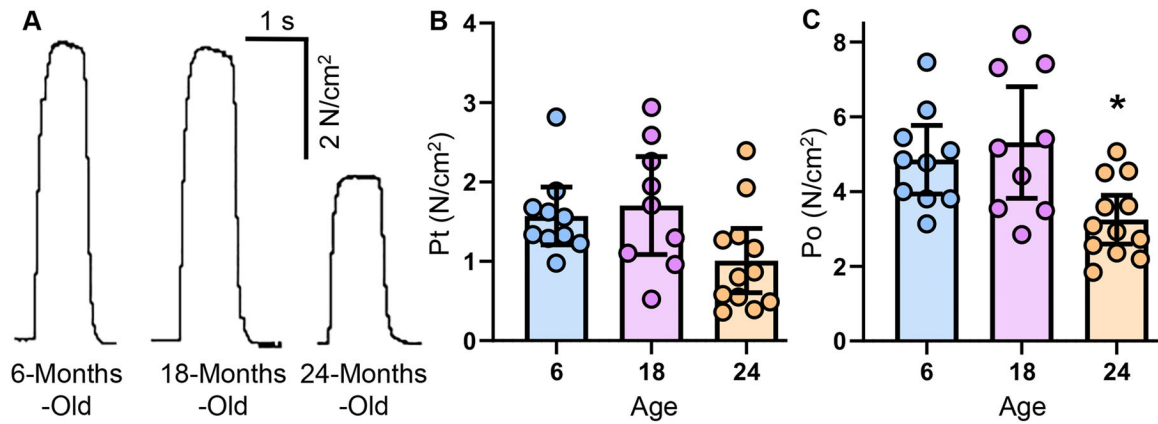 A
1 s
2 N/cm²
6-Months
-Old
18-Months
-Old
24-Months
-Old
B
Pt (N/cm²)
4
3
2
1
0
6
18
24
Age
C
Po (N/cm²)
8
6
4
2
0
*
6
18
24
Age